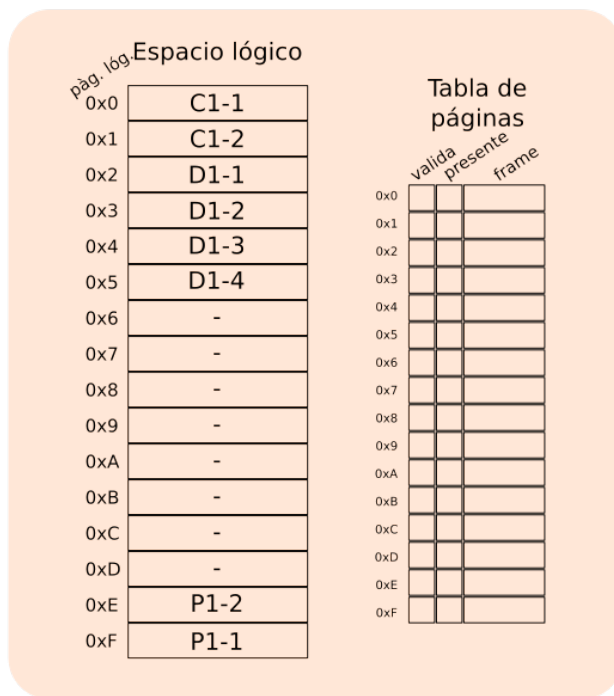 pàg. lóg.
Espacio lógico
0x0 C1-1
0x1 C1-2
0x2 D1-1
0x3 D1-2
0x4 D1-3
0x5 D1-4
0x6 -
0x7 -
0x8 -
0x9 -
0xA -
0xB -
0xC -
0xD -
0xE P1-2
0xF P1-1
Tabla de
páginas
valida presente frame
0x0
0x1
0x2
0x3
0x4
0x5
0x6
0x7
0x8
0x9
0xA
0xB
0xC
0xD
0xE
0xF